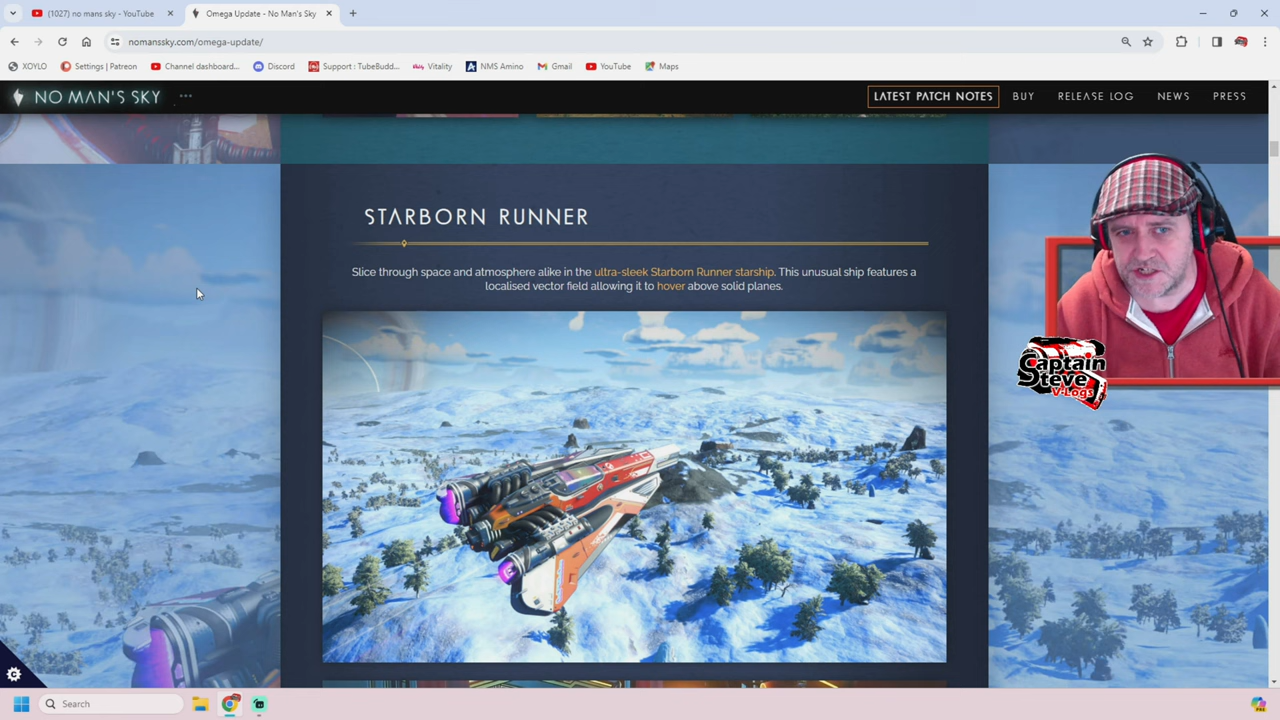 (1027) no mans sky - YouTube
Omega Update - No Man's Sky
nomanssky.com/omega-update/
XOYLO
Settings | Patreon
Channel dashboard...
Discord
Support : TubeBudd...
Vitality
NMS Amino
Gmail
YouTube
Maps
NO MAN'S SKY
LATEST PATCH NOTES
BUY
RELEASE LOG
NEWS
PRESS
STARBORN RUNNER
Slice through space and atmosphere alike in the ultra-sleek Starborn Runner starship. This unusual ship features a
localised vector field allowing it to hover above solid planes.
Captain
Steve
V-Logs
Search